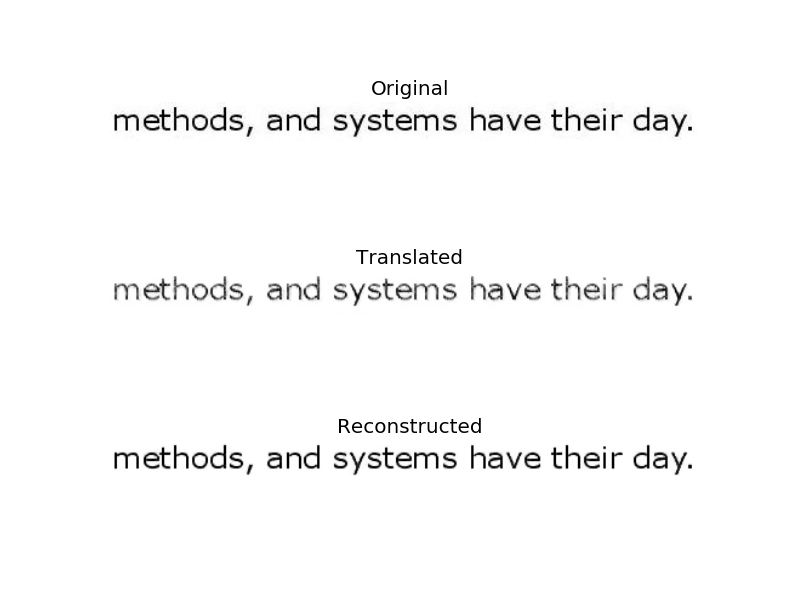 Original
methods, and systems have their day.
Translated
methods, and systems have their day.
Reconstructed
methods, and systems have their day.